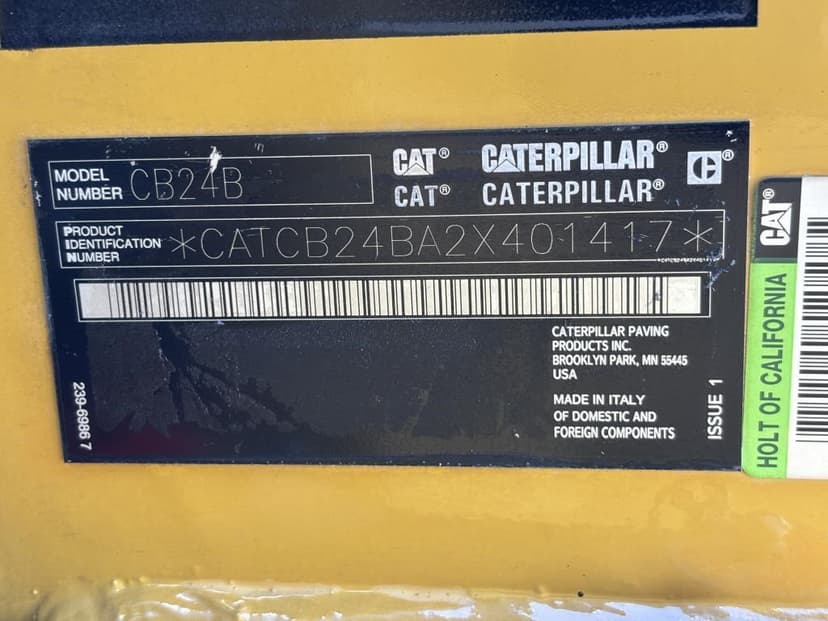 MODEL
NUMBER CB24B
CAT® CATERPILLAR® C®
CAT® CATERPILLAR®
PRODUCT
IDENTIFICATION
NUMBER *CATCB24BA2X401417*
CATERPILLAR PAVING
PRODUCTS INC.
BROOKLYN PARK, MN 55445
USA
MADE IN ITALY
OF DOMESTIC AND
FOREIGN COMPONENTS
ISSUE 1
239-6986 7
CAT®
HOLT OF CALIFORNIA